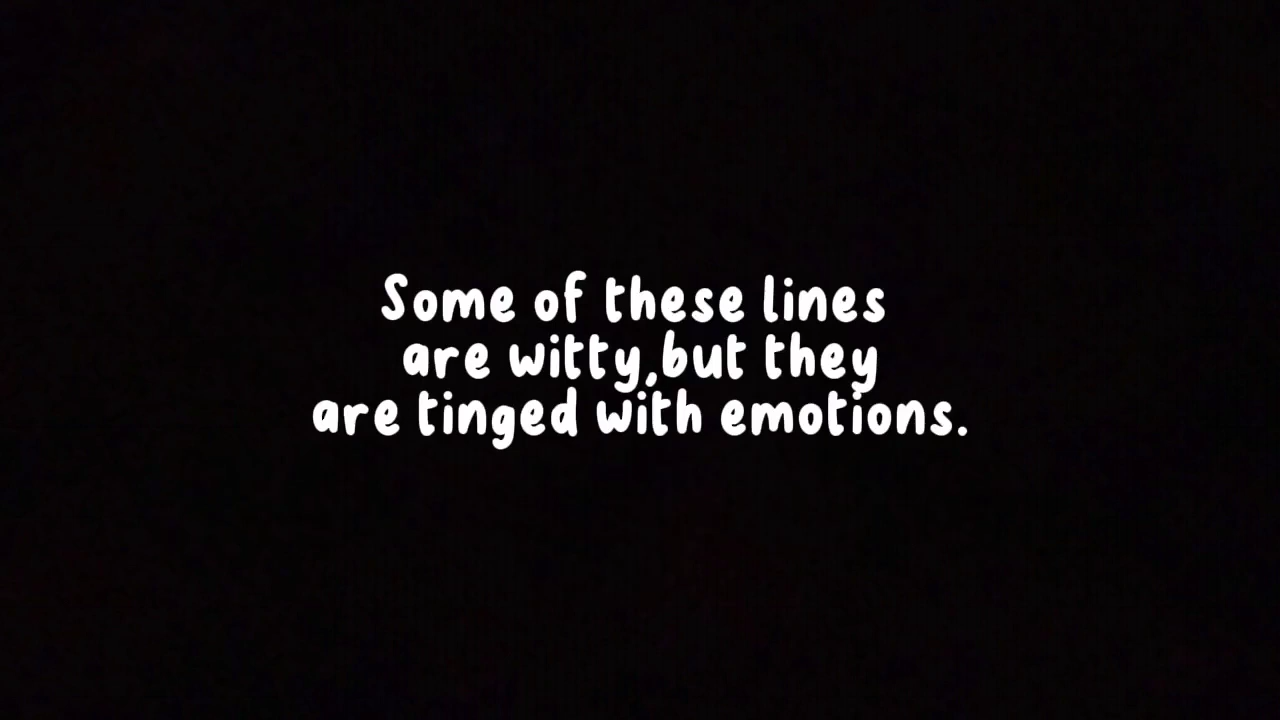 Some of these lines
are witty,but they
are tinged with emotions.